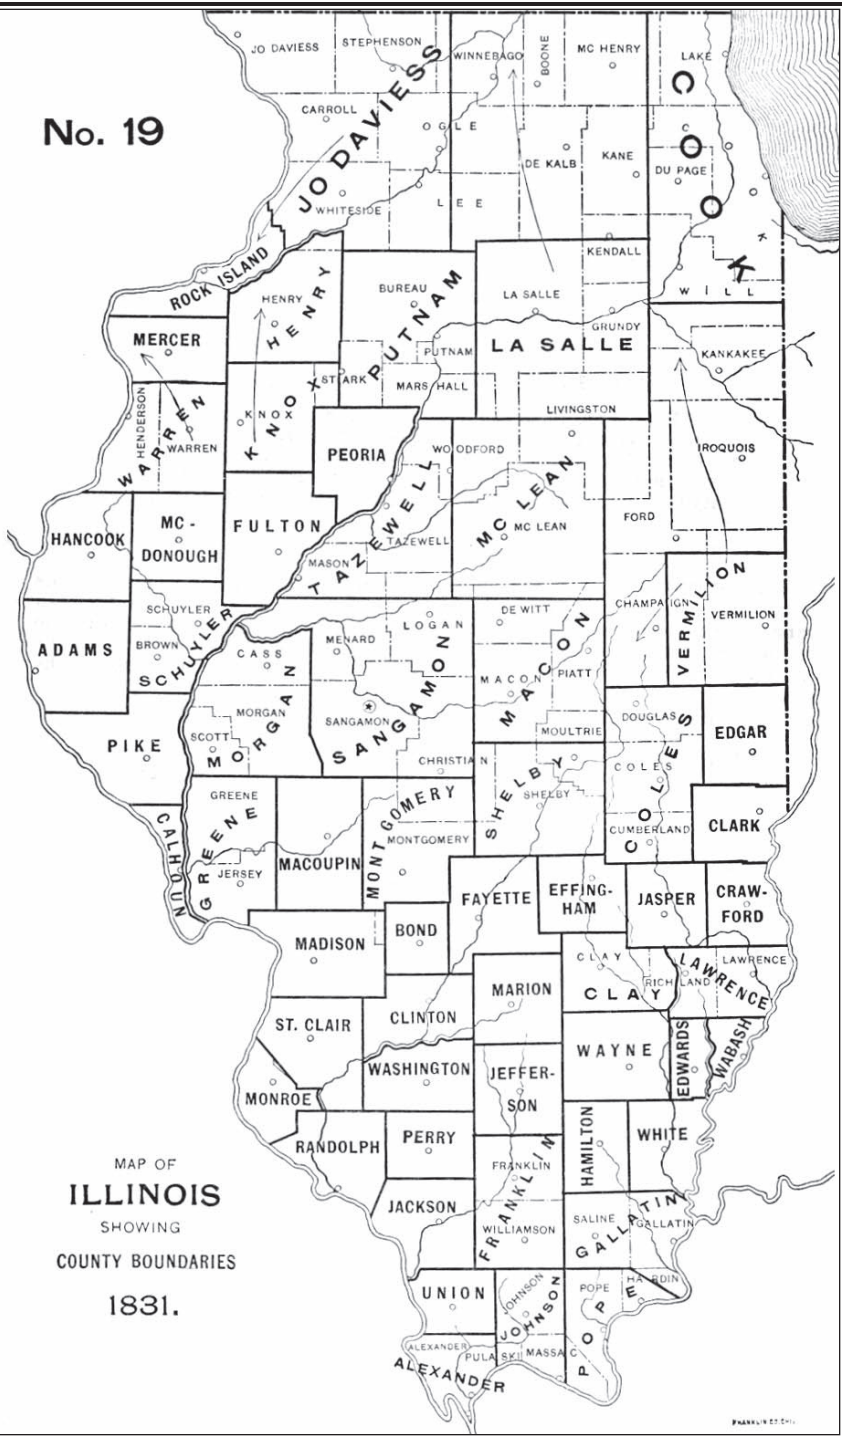 No. 19
JO DAVIESS
STEPHENSON
WINNEBAGO
BOONE
MC HENRY
LAKE
CARROLL
JO DAVIESS
OGLE
DE KALB
KANE
COOK
COOK
DU PAGE
WHITESIDE
LEE
KENDALL
WILL
ROCK ISLAND
HENRY
HENRY
BUREAU
PUTNAM
LA SALLE
GRUNDY
LA SALLE
MERCER
PUTNAM
KANKAKEE
STARK
MARSHALL
HENDERSON
WARREN
WARREN
KNOX
KNOX
LIVINGSTON
PEORIA
WOODFORD
IROQUOIS
HANCOOK
MC-
DONOUGH
FULTON
TAZEWELL
TAZEWELL
MC LEAN
MC LEAN
FORD
MASON
SCHUYLER
SCHUYLER
BROWN
ADAMS
CASS
MENARD
LOGAN
DE WITT
CHAMPAIGN
VERMILION
VERMILION
MACON
MACON
PIATT
MORGAN
MORGAN
SCOTT
SANGAMON
SANGAMON
MOULTRIE
DOUGLAS
EDGAR
PIKE
CHRISTIAN
SHELBY
SHELBY
COLES
COLES
CALHOUN
GREENE
GREENE
JERSEY
MACOUPIN
MONTGOMERY
MONTGOMERY
CUMBERLAND
CLARK
FAYETTE
EFFING-
HAM
JASPER
CRAW-
FORD
MADISON
BOND
CLAY
CLAY
RICHLAND
LAWRENCE
LAWRENCE
MARION
CLINTON
ST. CLAIR
WAYNE
EDWARDS
WABASH
WASHINGTON
JEFFER-
SON
MONROE
RANDOLPH
PERRY
HAMILTON
WHITE
FRANKLIN
FRANKLIN
JACKSON
WILLIAMSON
SALINE
GALLATIN
GALLATIN
UNION
JOHNSON
JOHNSON
POPE
POPE
HARDIN
ALEXANDER
ALEXANDER
PULASKI
MASSAC
MAP OF
ILLINOIS
SHOWING
COUNTY BOUNDARIES
1831.